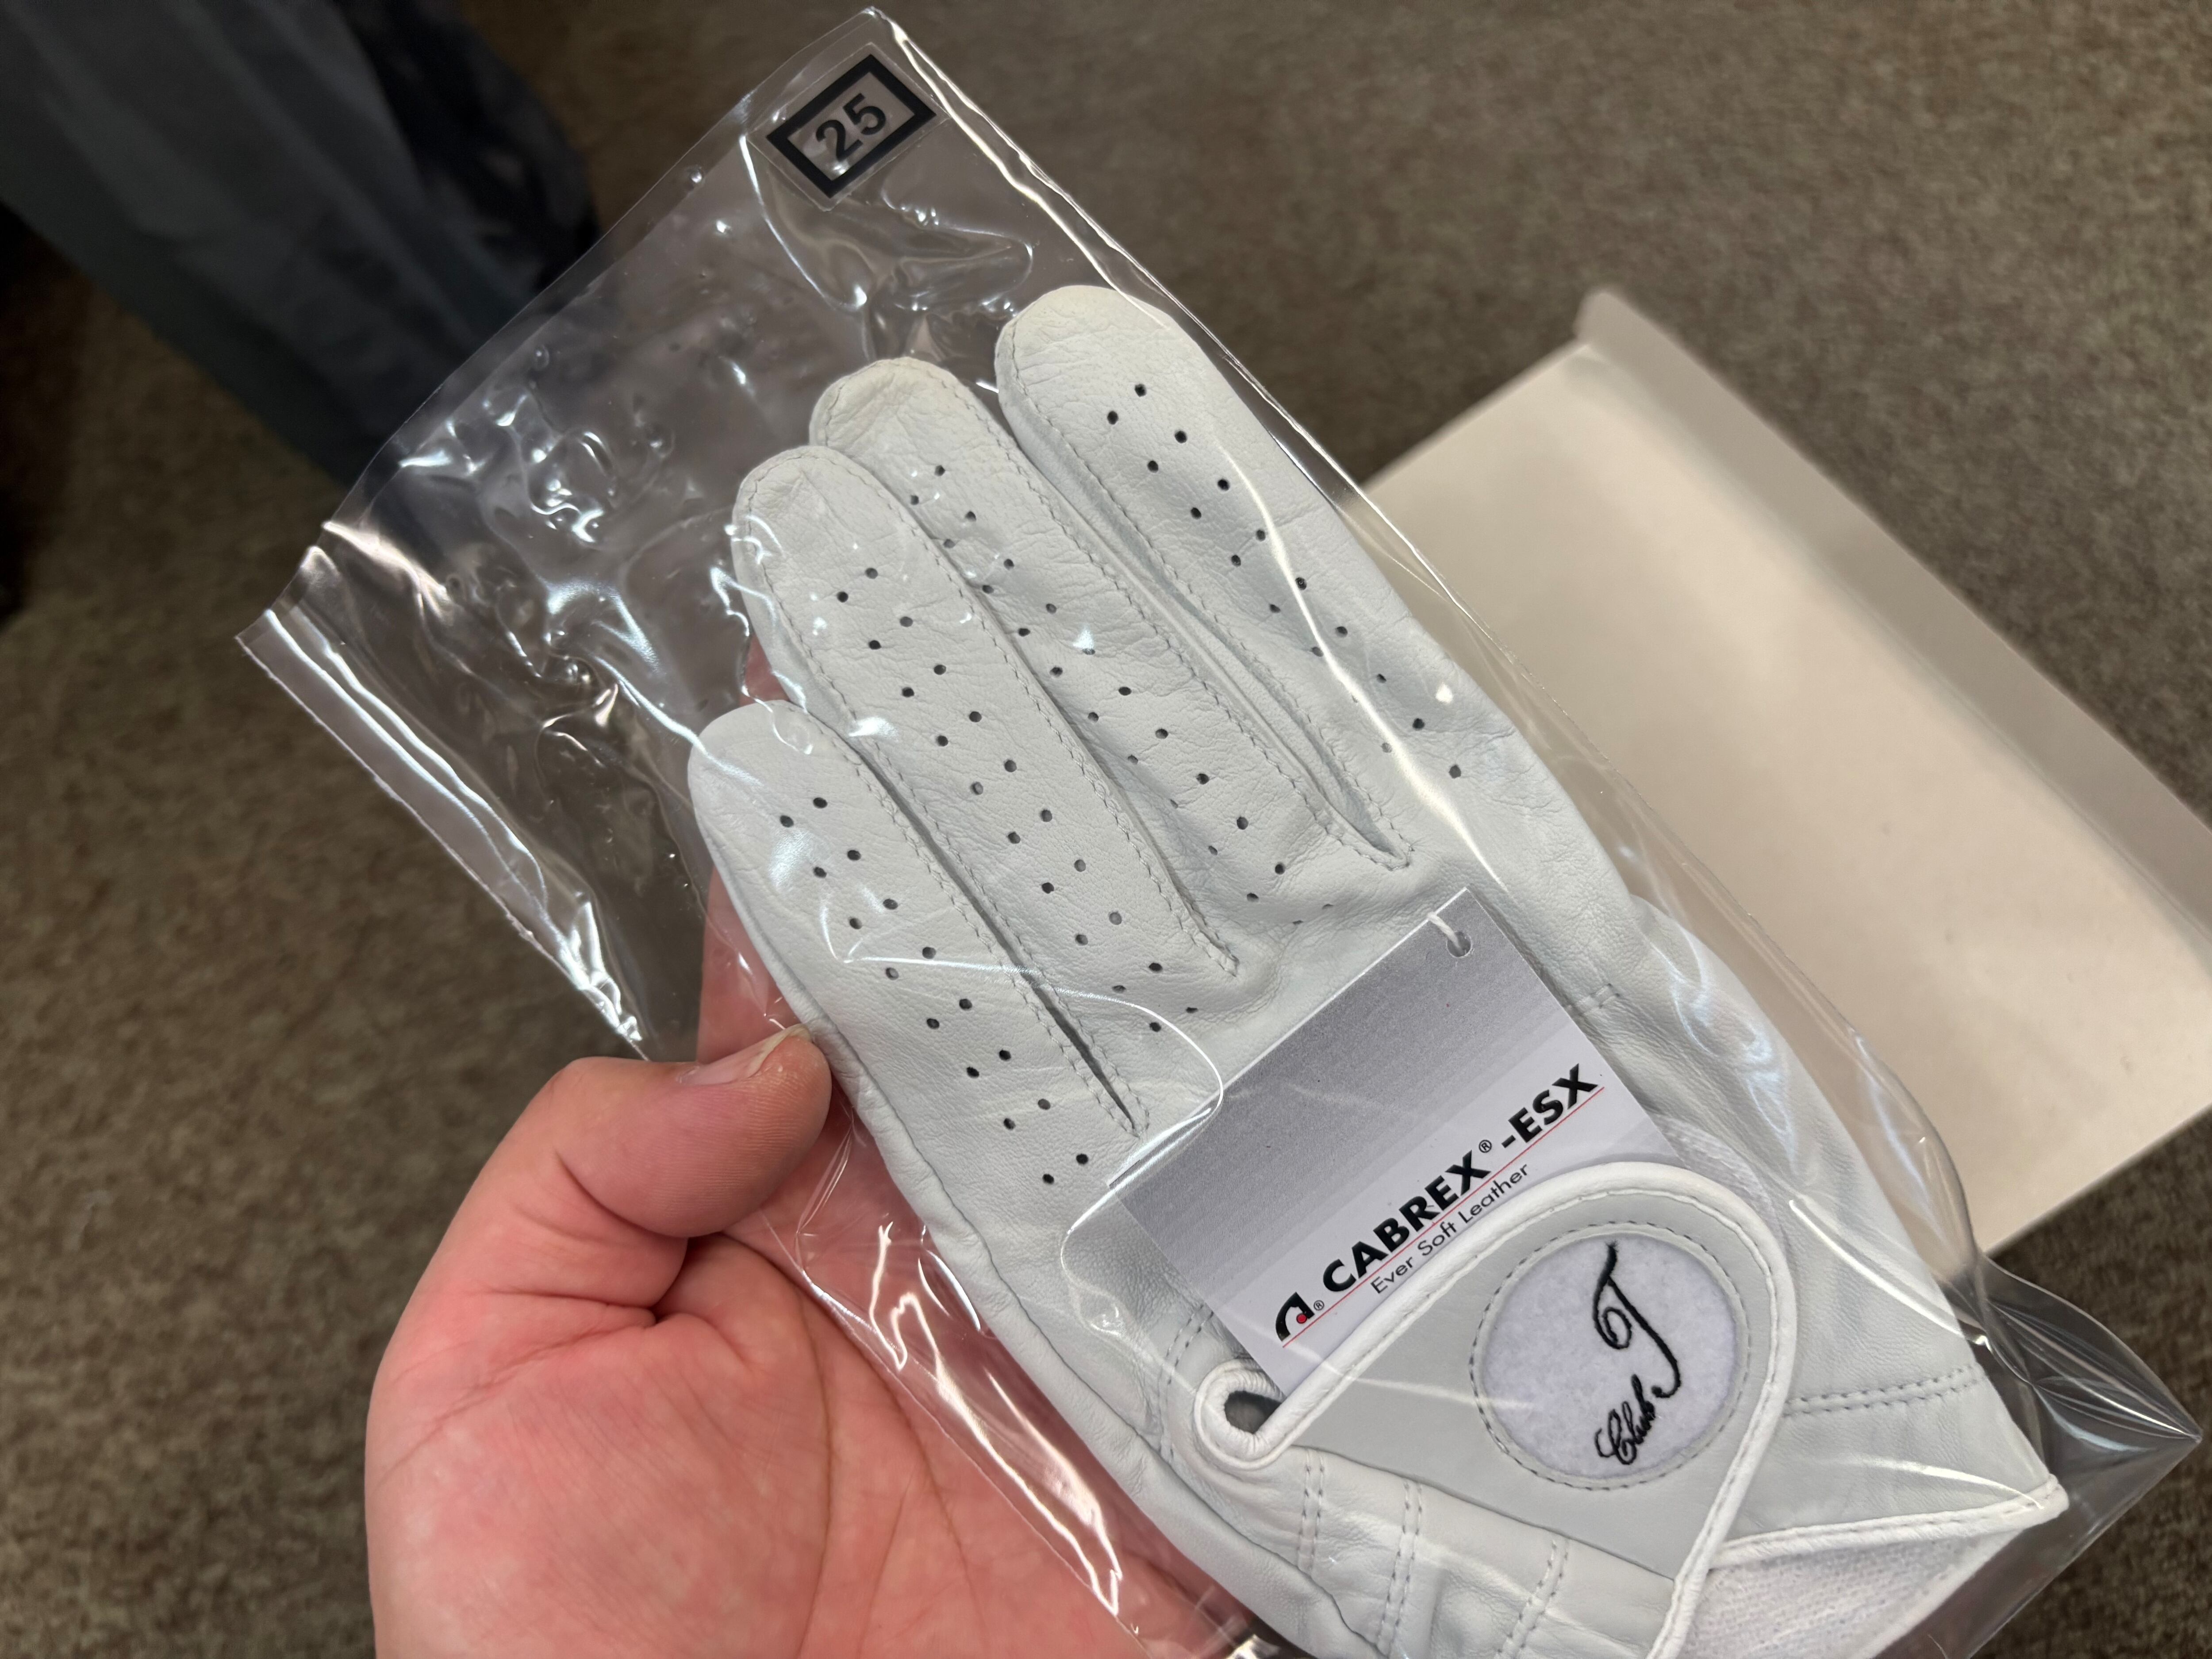 25
CABREX®-ESX
Ever Soft Leather
Club T